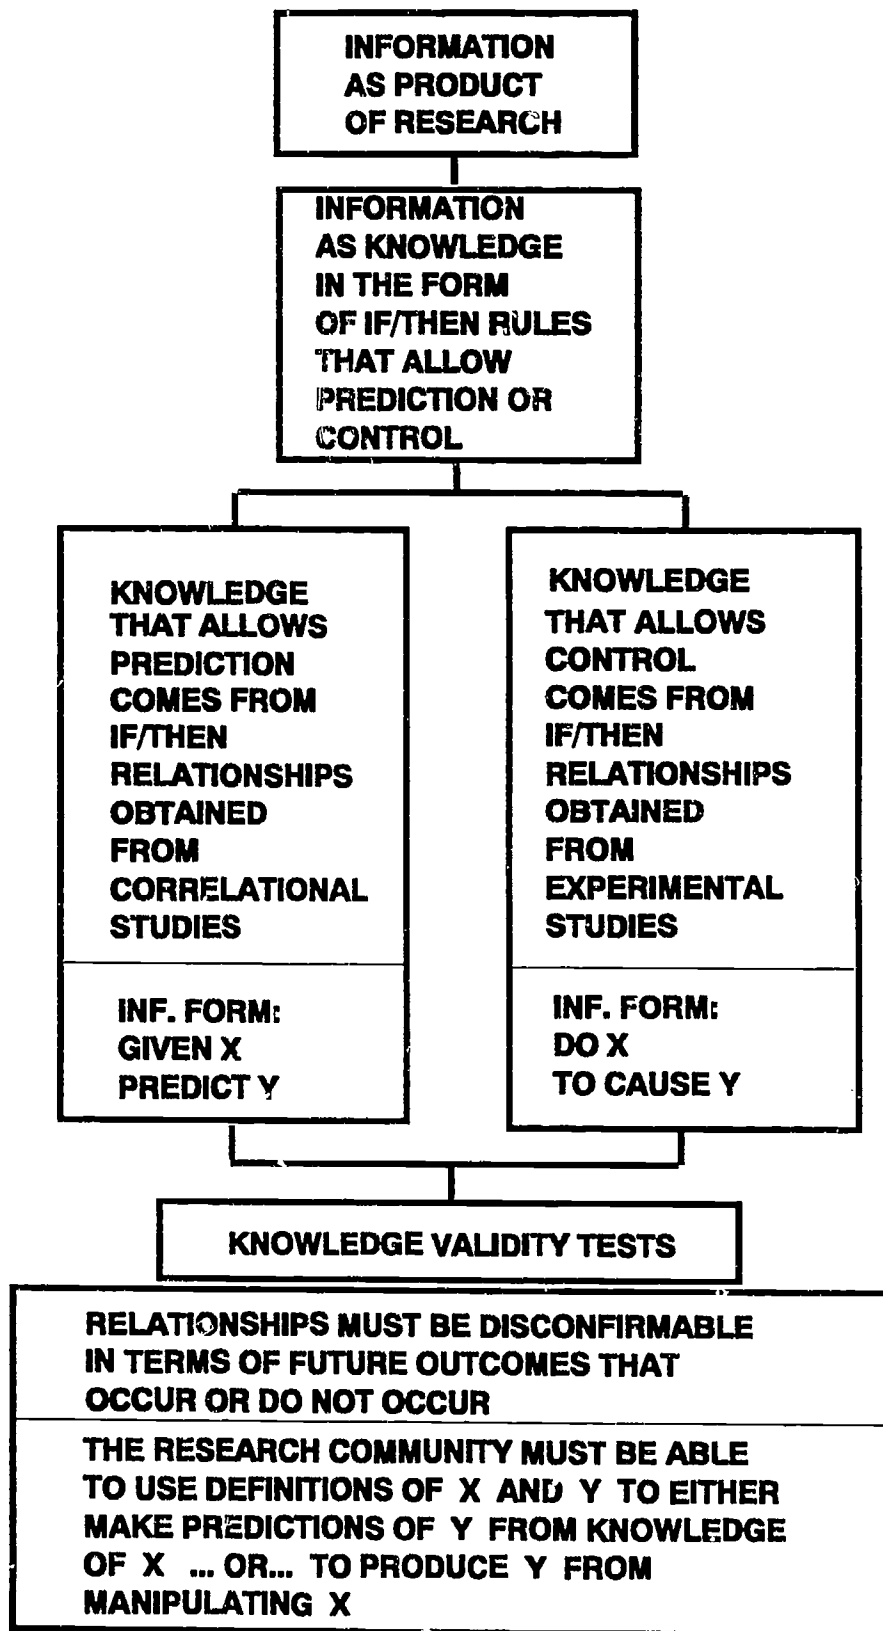 INFORMATION
AS PRODUCT
OF RESEARCH
INFORMATION
AS KNOWLEDGE
IN THE FORM
OF IF/THEN RULES
THAT ALLOW
PREDICTION OR
CONTROL
KNOWLEDGE
THAT ALLOWS
PREDICTION
COMES FROM
IF/THEN
RELATIONSHIPS
OBTAINED
FROM
CORRELATIONAL
STUDIES
INF. FORM:
GIVEN X
PREDICT Y
KNOWLEDGE
THAT ALLOWS
CONTROL
COMES FROM
IF/THEN
RELATIONSHIPS
OBTAINED
FROM
EXPERIMENTAL
STUDIES
INF. FORM:
DO X
TO CAUSE Y
KNOWLEDGE VALIDITY TESTS
RELATIONSHIPS MUST BE DISCONFIRMABLE
IN TERMS OF FUTURE OUTCOMES THAT
OCCUR OR DO NOT OCCUR
THE RESEARCH COMMUNITY MUST BE ABLE
TO USE DEFINITIONS OF X AND Y TO EITHER
MAKE PREDICTIONS OF Y FROM KNOWLEDGE
OF X ... OR... TO PRODUCE Y FROM
MANIPULATING X